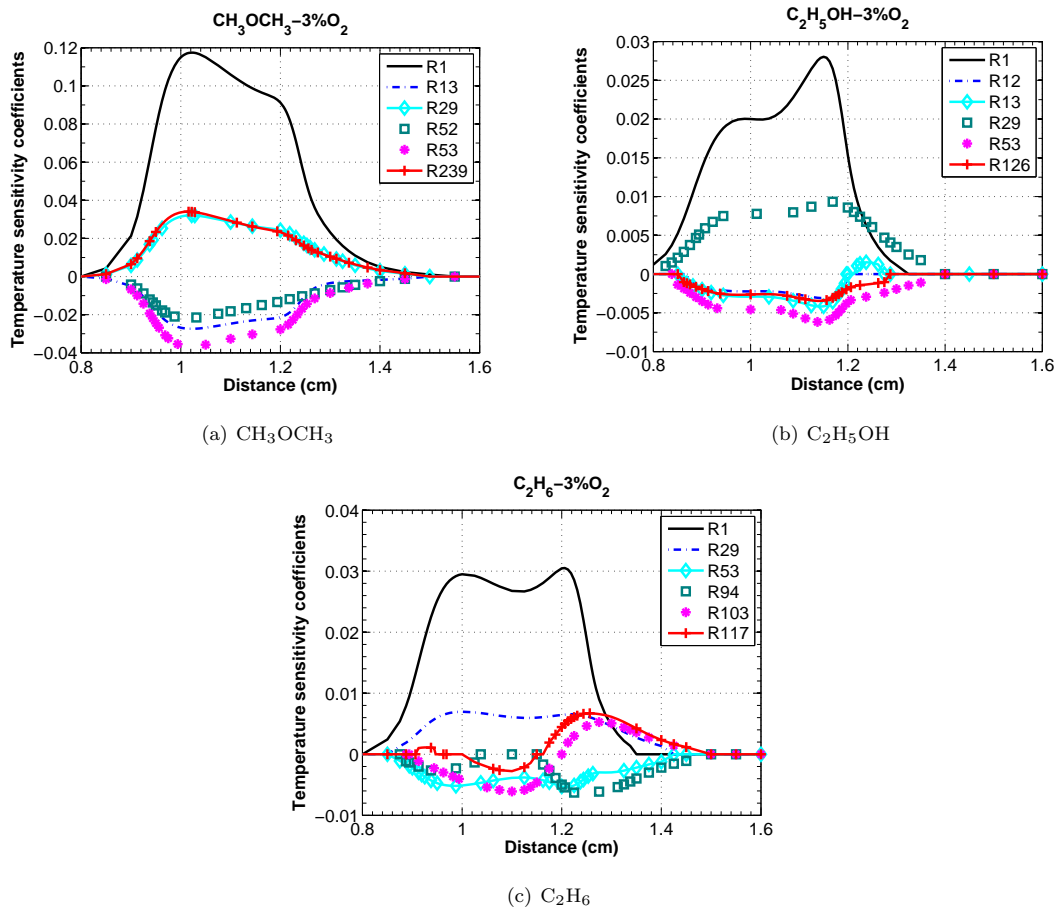 CH₃OCH₃−3%O₂
Temperature sensitivity coefficients
0.12
0.1
0.08
0.06
0.04
0.02
0
−0.02
−0.04
R1
R13
R29
R52
R53
R239
0.8 1 1.2 1.4 1.6
Distance (cm)
(a) CH₃OCH₃
C₂H₅OH−3%O₂
Temperature sensitivity coefficients
0.03
0.025
0.02
0.015
0.01
0.005
0
−0.005
−0.01
R1
R12
R13
R29
R53
R126
0.8 1 1.2 1.4 1.6
Distance (cm)
(b) C₂H₅OH
C₂H₆−3%O₂
Temperature sensitivity coefficients
0.04
0.03
0.02
0.01
0
−0.01
R1
R29
R53
R94
R103
R117
0.8 1 1.2 1.4 1.6
Distance (cm)
(c) C₂H₆